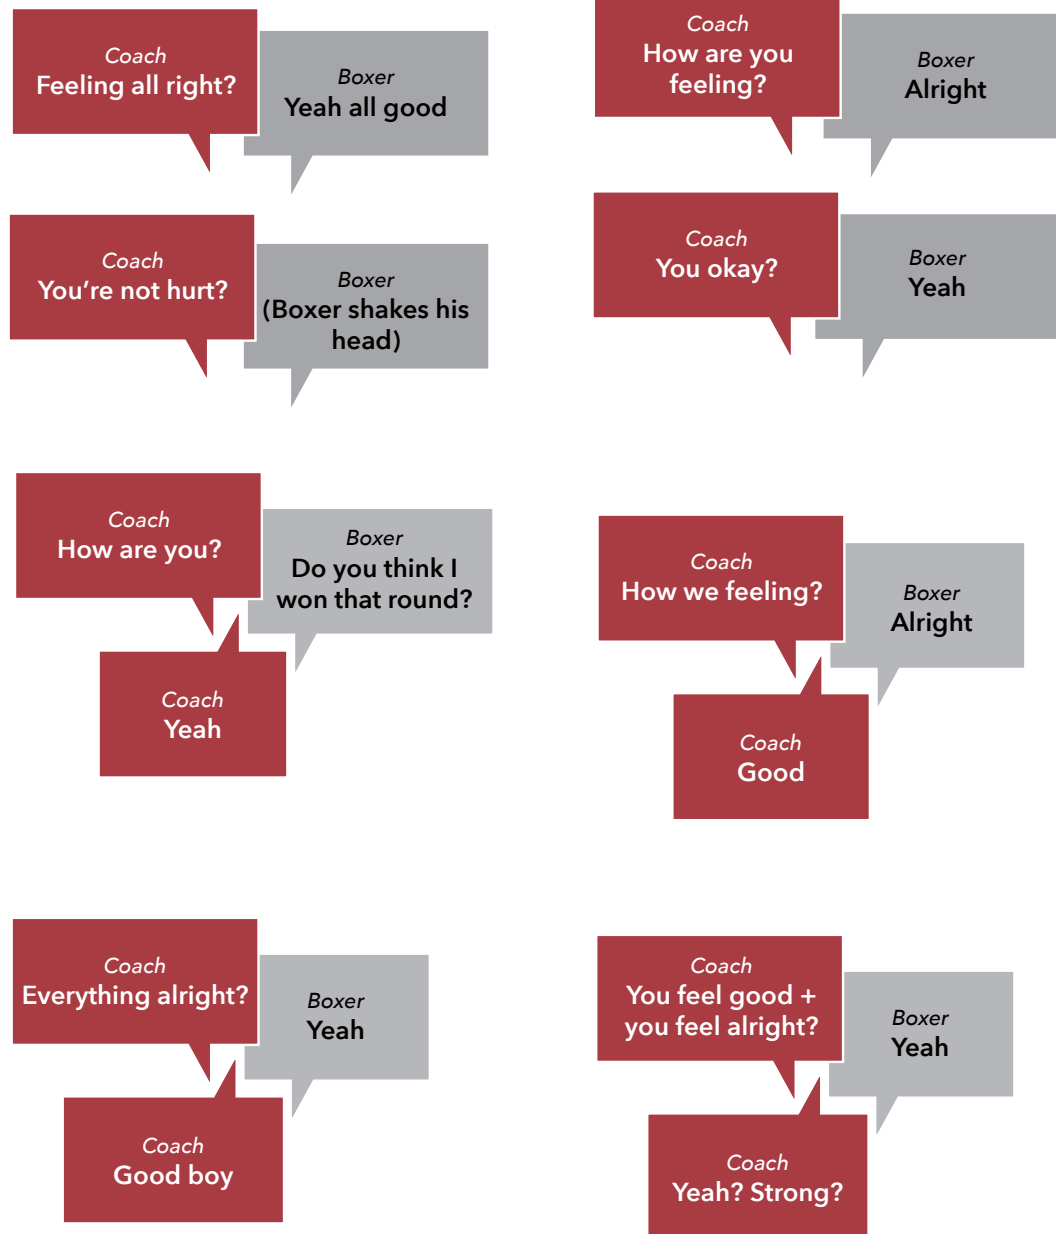 Coach
Feeling all right?
Boxer
Yeah all good
Coach
How are you
feeling?
Boxer
Alright
Coach
You're not hurt?
Boxer
(Boxer shakes his
head)
Coach
You okay?
Boxer
Yeah
Coach
How are you?
Boxer
Do you think I
won that round?
Coach
Yeah
Coach
How we feeling?
Boxer
Alright
Coach
Good
Coach
Everything alright?
Boxer
Yeah
Coach
Good boy
Coach
You feel good +
you feel alright?
Boxer
Yeah
Coach
Yeah? Strong?